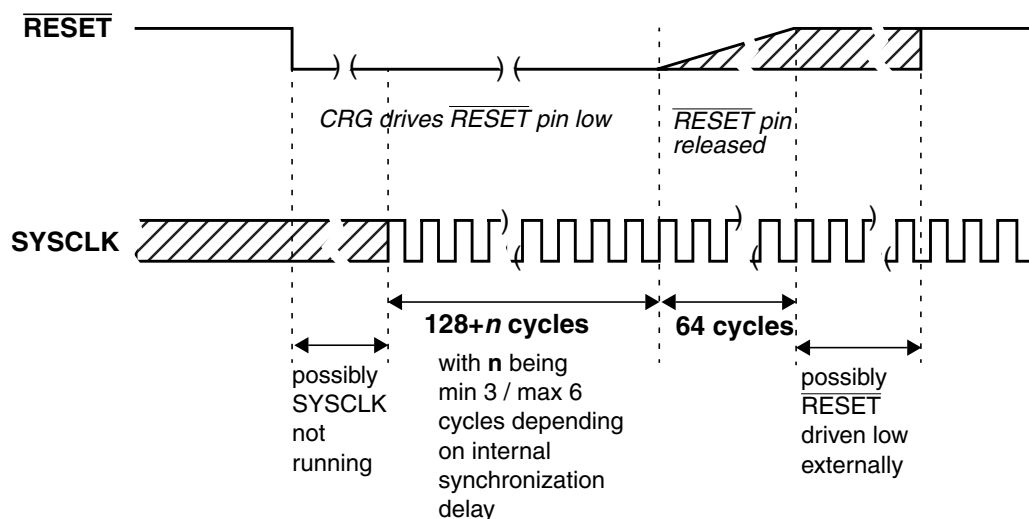 RESET
CRG drives RESET pin low
RESET pin
released
SYSCLK
128+n cycles
64 cycles
with n being
min 3 / max 6
cycles depending
on internal
synchronization
delay
possibly
SYSCLK
not
running
possibly
RESET
driven low
externally